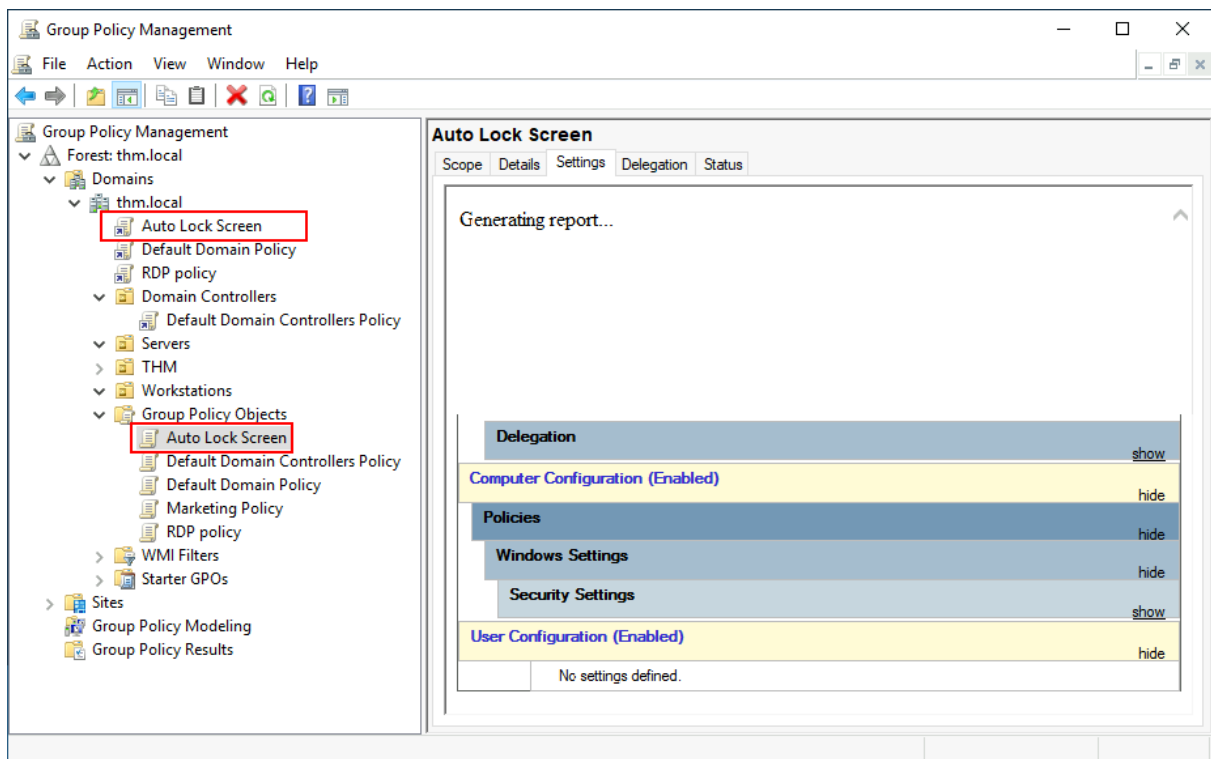 Group Policy Management
File Action View Window Help
Group Policy Management
Forest: thm.local
Domains
thm.local
Auto Lock Screen
Default Domain Policy
RDP policy
Domain Controllers
Default Domain Controllers Policy
Servers
THM
Workstations
Group Policy Objects
Auto Lock Screen
Default Domain Controllers Policy
Default Domain Policy
Marketing Policy
RDP policy
WMI Filters
Starter GPOs
Sites
Group Policy Modeling
Group Policy Results
Auto Lock Screen
Scope Details Settings Delegation Status
Generating report...
Delegation
show
Computer Configuration (Enabled)
hide
Policies
hide
Windows Settings
hide
Security Settings
show
User Configuration (Enabled)
hide
No settings defined.